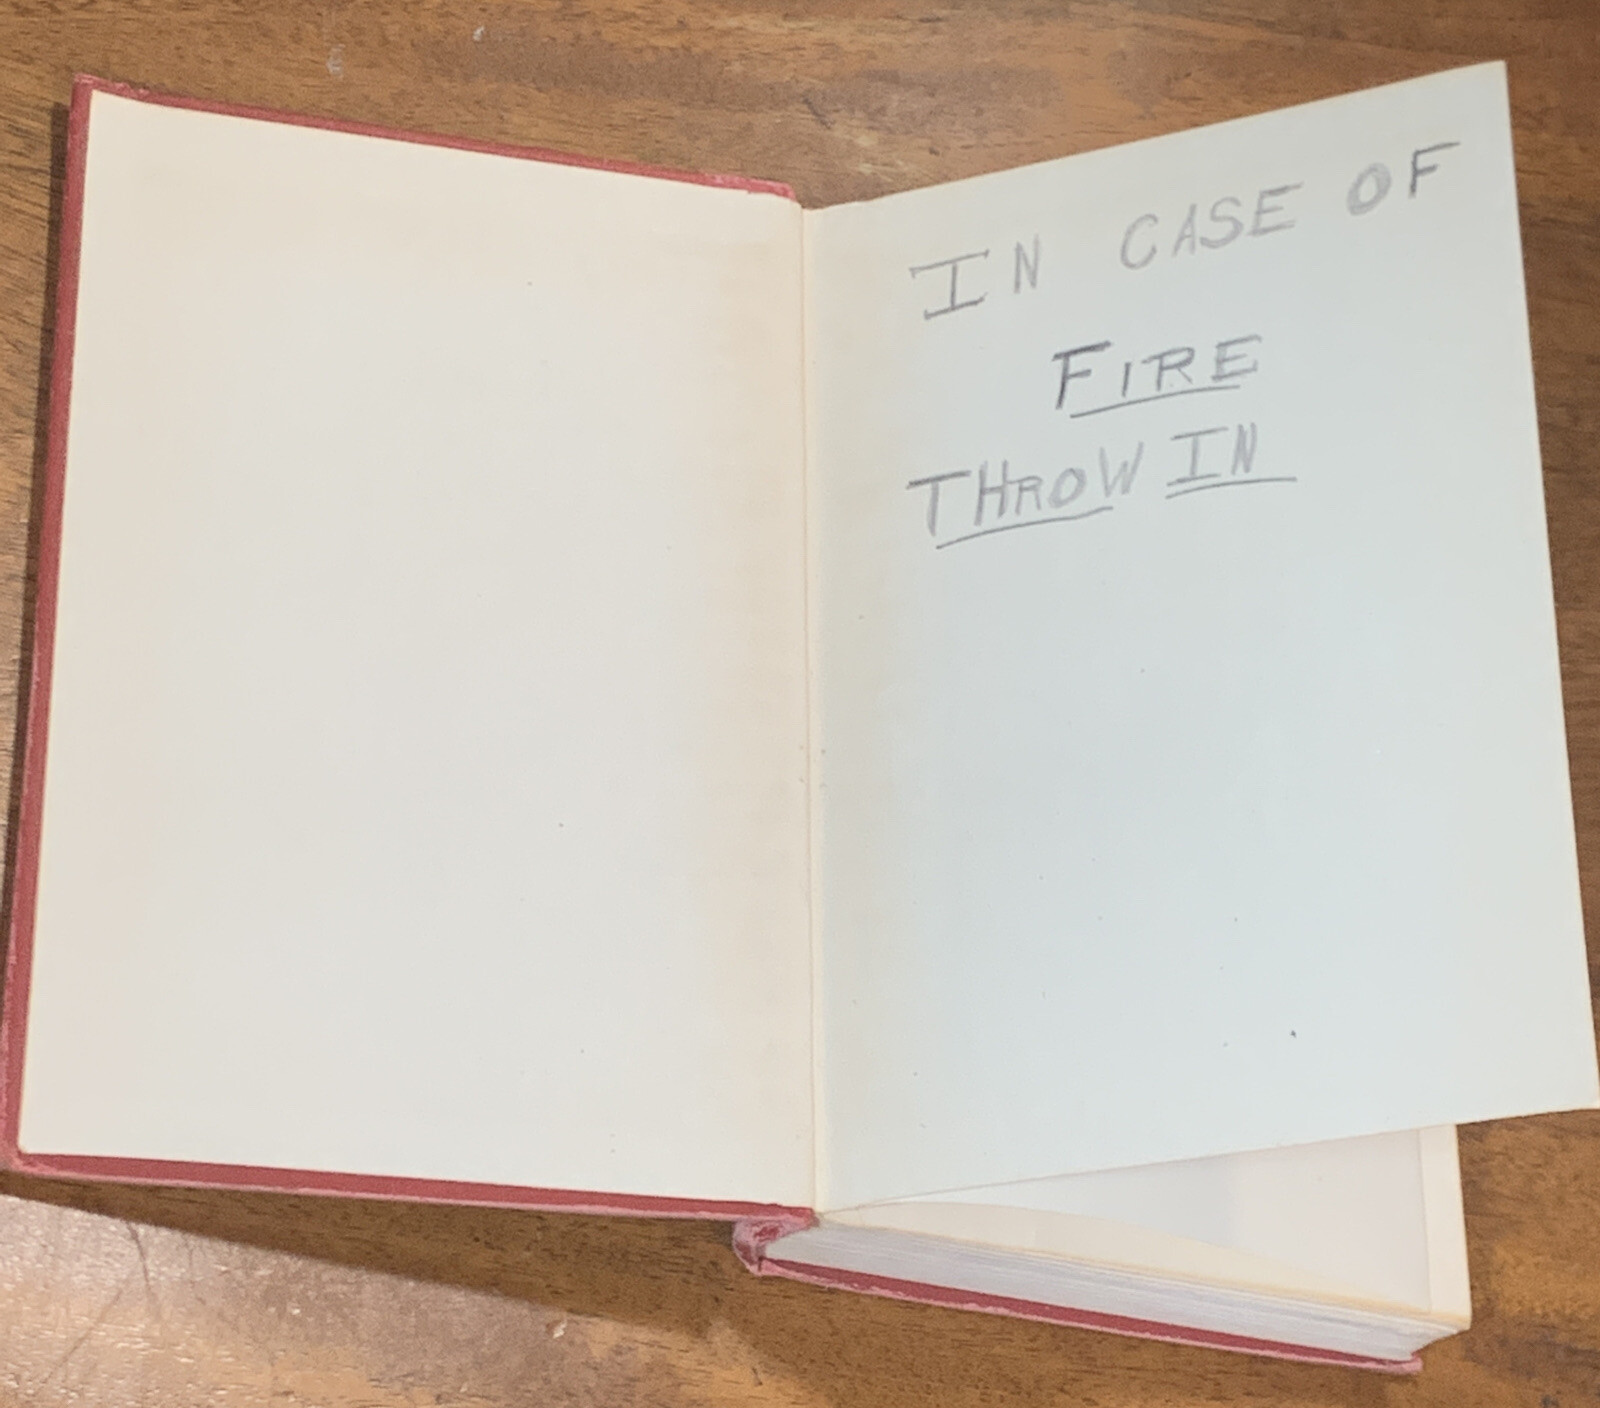 IN CASE OF
FIRE
THROW IN